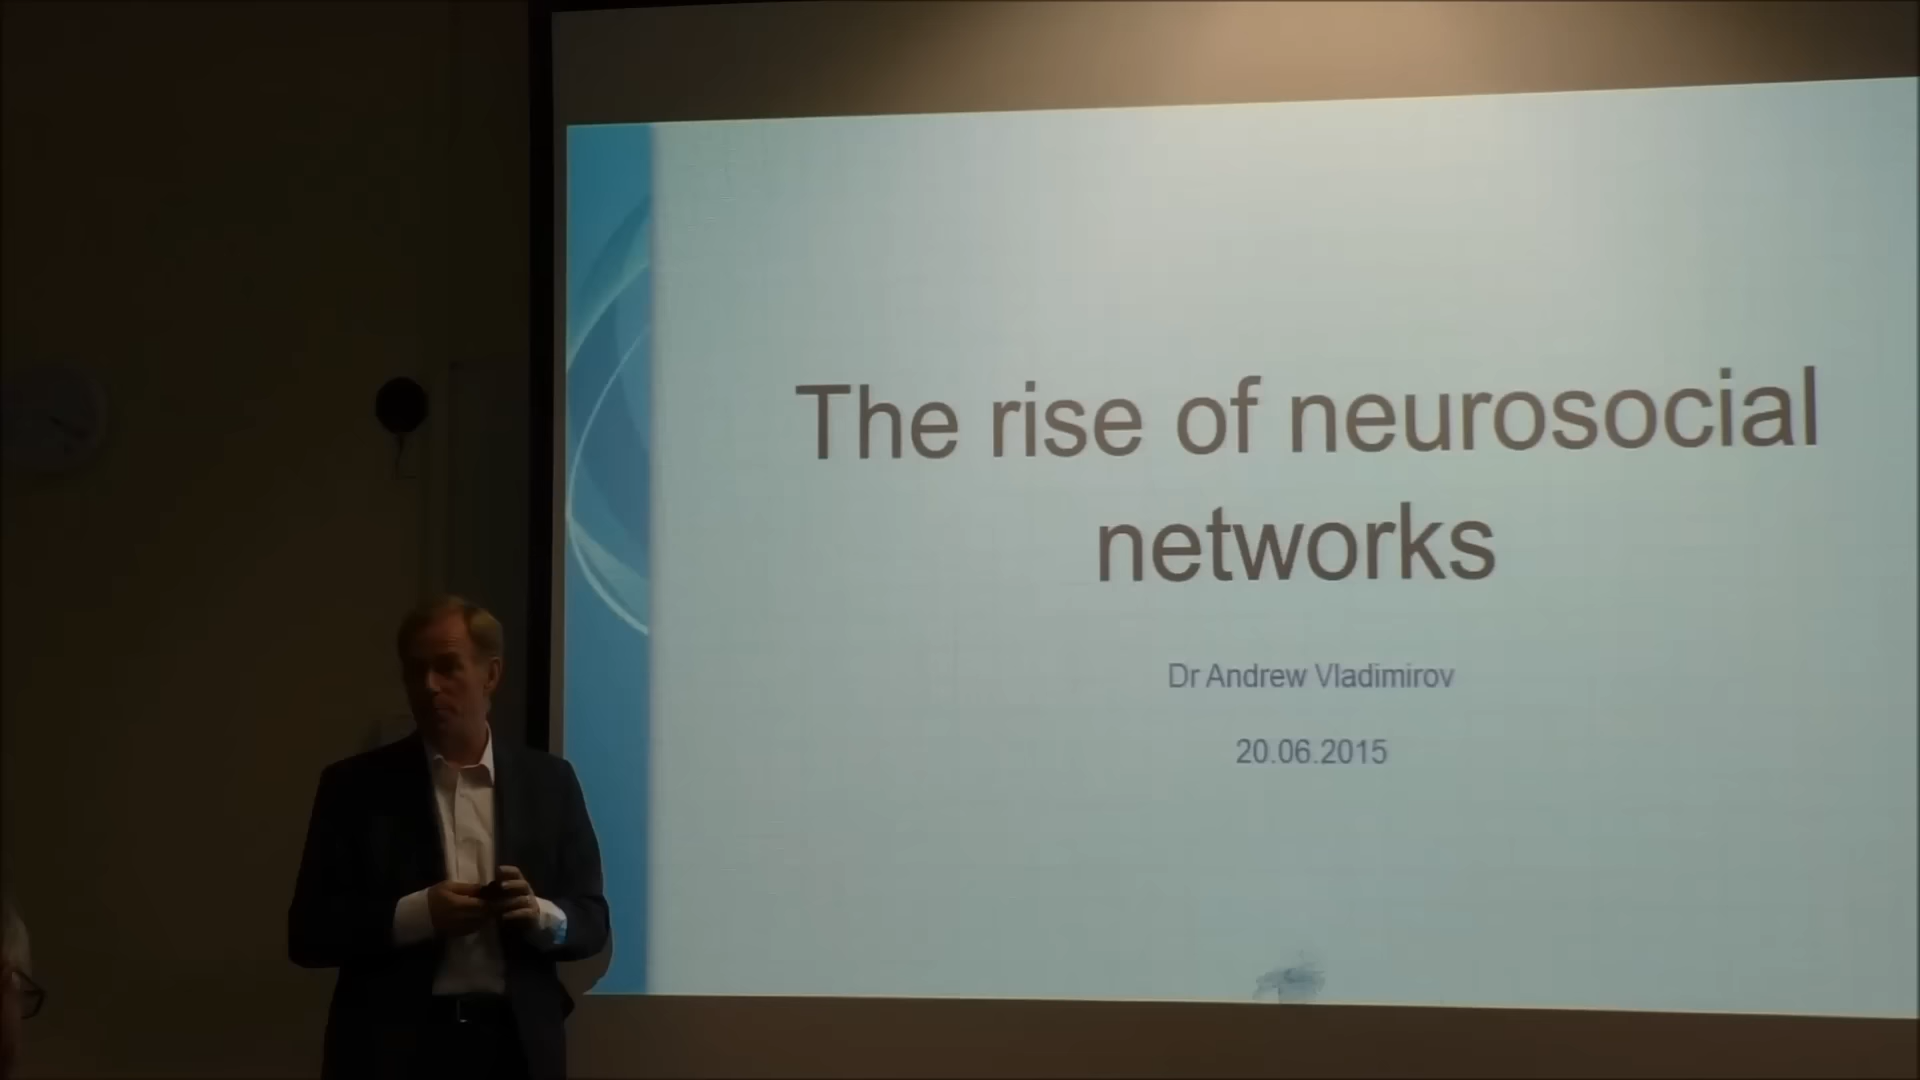 The rise of neurosocial
networks
Dr Andrew Vladimirov
20.06.2015